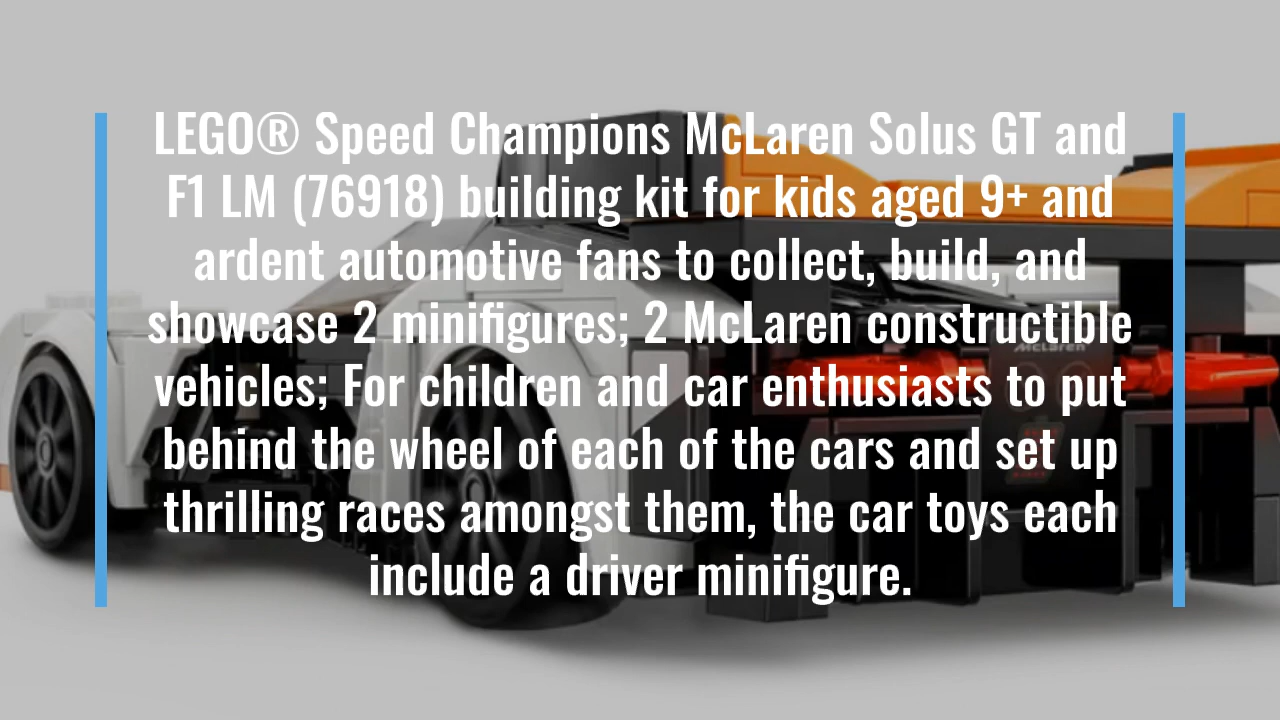 LEGO® Speed Champions McLaren Solus GT and
F1 LM (76918) building kit for kids aged 9+ and
ardent automotive fans to collect, build, and
showcase 2 minifigures; 2 McLaren constructible
vehicles; For children and car enthusiasts to put
behind the wheel of each of the cars and set up
thrilling races amongst them, the car toys each
include a driver minifigure.
McLaren